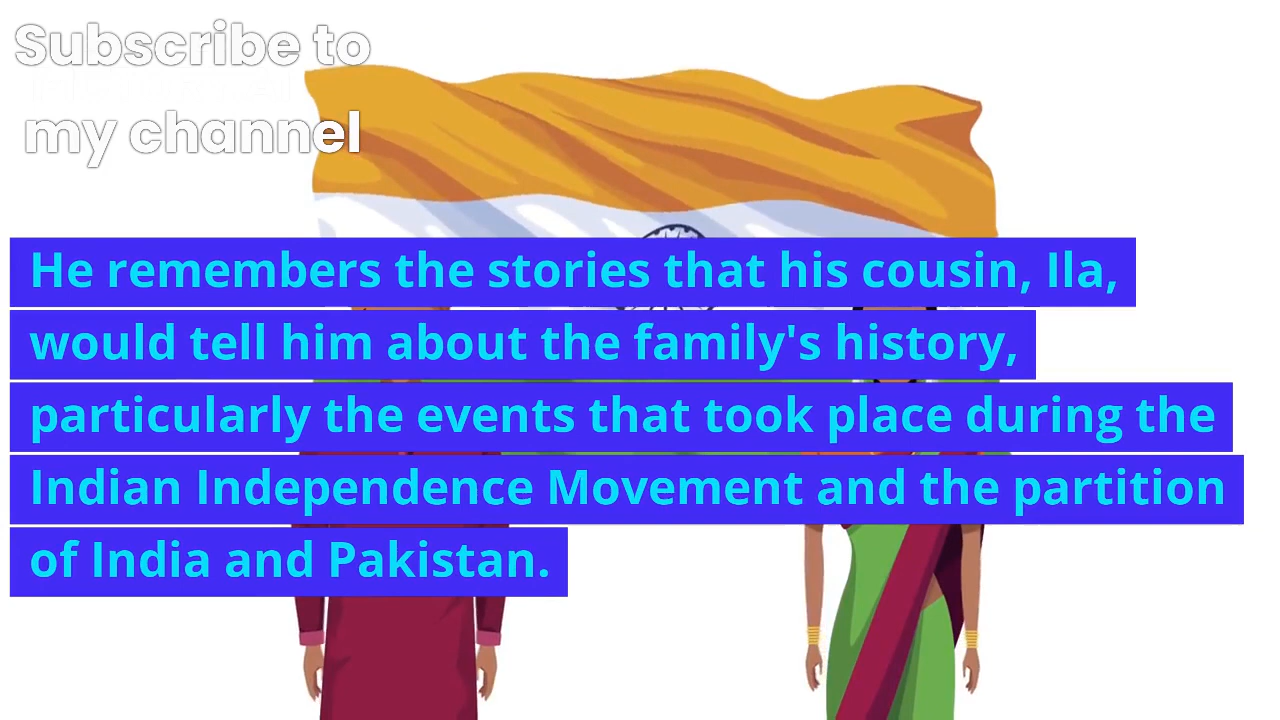 Subscribe to
my channel
He remembers the stories that his cousin, Ila,
would tell him about the family's history,
particularly the events that took place during the
Indian Independence Movement and the partition
of India and Pakistan.